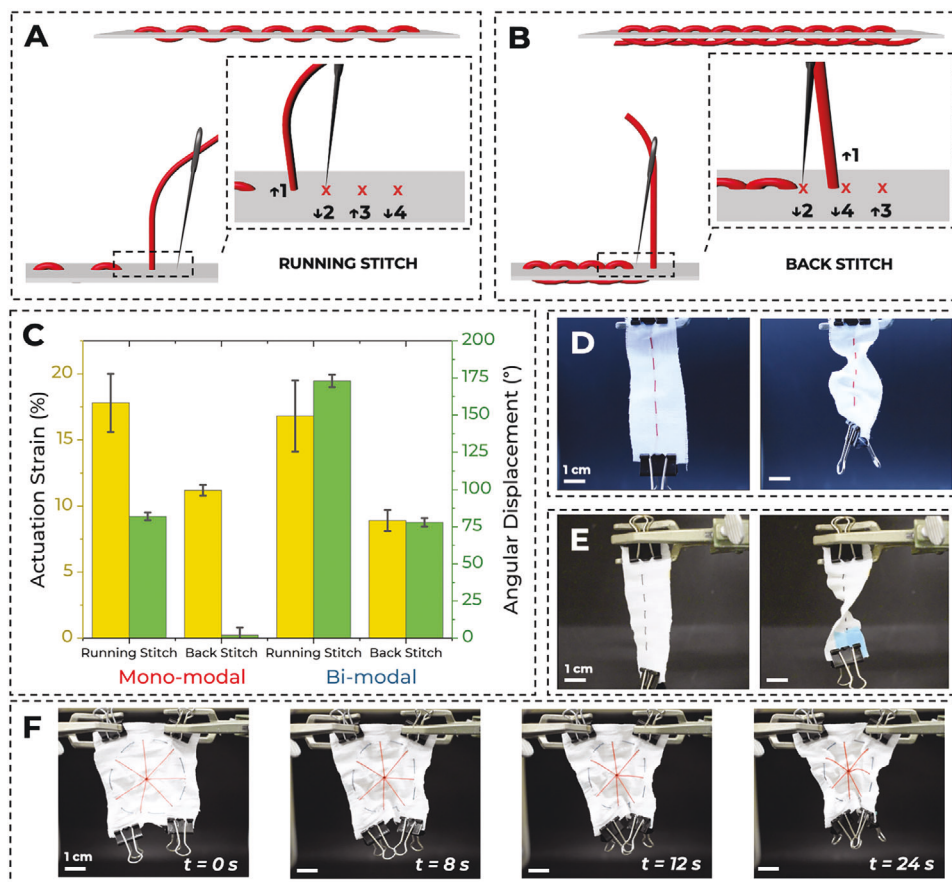 A
↑1
x x x
↓2 ↑3 ↓4
RUNNING STITCH
B
↑1
x x x
↓2 ↓4 ↑3
BACK STITCH
C
Actuation Strain (%)
20
15
10
5
0
200
175
150
125
100
75
50
25
0
Angular Displacement (°)
Running Stitch Back Stitch Running Stitch Back Stitch
Mono-modal Bi-modal
D
1 cm
E
1 cm
F
1 cm
t = 0 s
t = 8 s
t = 12 s
t = 24 s